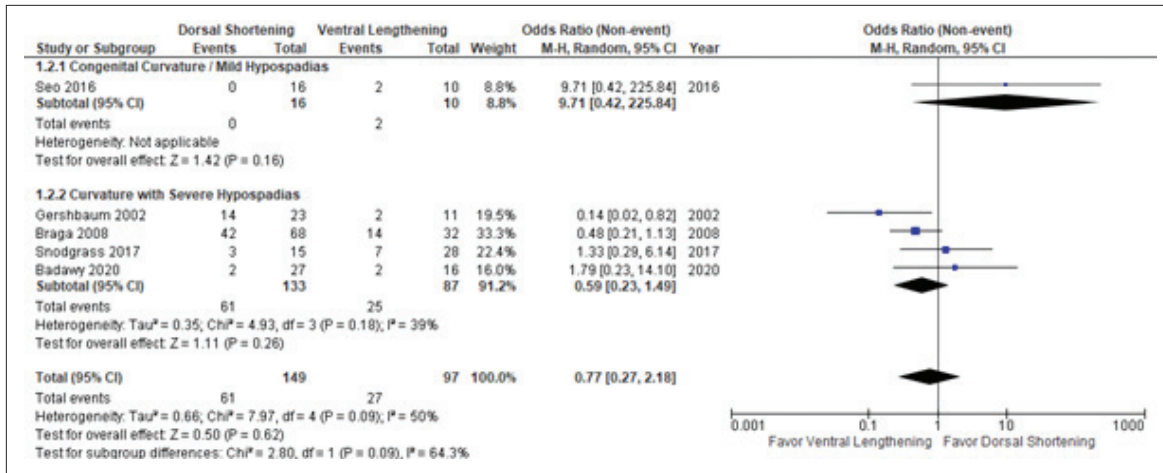 Dorsal Shortening Ventral Lengthening Odds Ratio (Non-event) Odds Ratio (Non-event)
Study or Subgroup Events Total Events Total Weight M-H, Random, 95% CI Year M-H, Random, 95% CI
1.2.1 Congenital Curvature / Mild Hypospadias
Seo 2016 0 16 2 10 8.8% 9.71 [0.42, 225.84] 2016
Subtotal (95% CI) 16 10 8.8% 9.71 [0.42, 225.84]
Total events 0 2
Heterogeneity: Not applicable
Test for overall effect: Z = 1.42 (P = 0.16)
1.2.2 Curvature with Severe Hypospadias
Gershbaum 2002 14 23 2 11 19.5% 0.14 [0.02, 0.82] 2002
Braga 2008 42 68 14 32 33.3% 0.48 [0.21, 1.13] 2008
Snodgrass 2017 3 15 7 28 22.4% 1.33 [0.29, 6.14] 2017
Badawy 2020 2 27 2 16 16.0% 1.79 [0.23, 14.10] 2020
Subtotal (95% CI) 133 87 91.2% 0.59 [0.23, 1.49]
Total events 61 25
Heterogeneity: Tau² = 0.35; Chi² = 4.93, df = 3 (P = 0.18); I² = 39%
Test for overall effect: Z = 1.11 (P = 0.26)
Total (95% CI) 149 97 100.0% 0.77 [0.27, 2.18]
Total events 61 27
Heterogeneity: Tau² = 0.66; Chi² = 7.97, df = 4 (P = 0.09); I² = 50%
Test for overall effect: Z = 0.50 (P = 0.62)
Test for subgroup differences: Chi² = 2.80, df = 1 (P = 0.09), I² = 64.3%
0.001 0.1 1 10 1000
Favor Ventral Lengthening Favor Dorsal Shortening